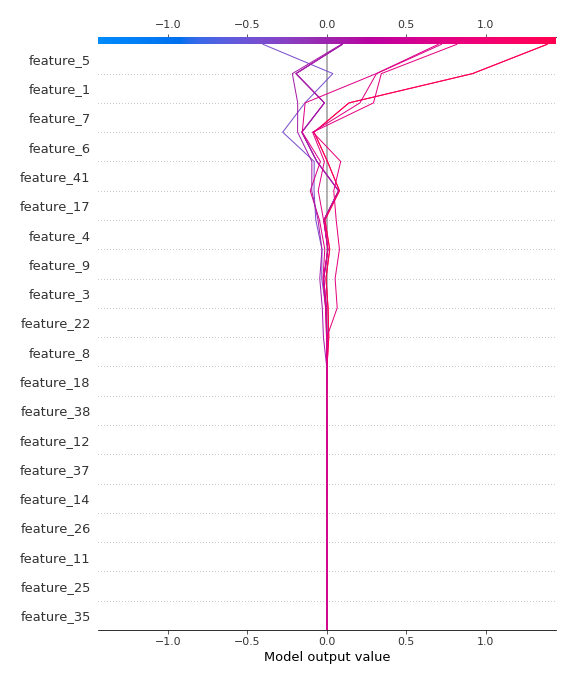 −1.0 −0.5 0.0 0.5 1.0
feature_5
feature_1
feature_7
feature_6
feature_41
feature_17
feature_4
feature_9
feature_3
feature_22
feature_8
feature_18
feature_38
feature_12
feature_37
feature_14
feature_26
feature_11
feature_25
feature_35
−1.0 −0.5 0.0 0.5 1.0
Model output value